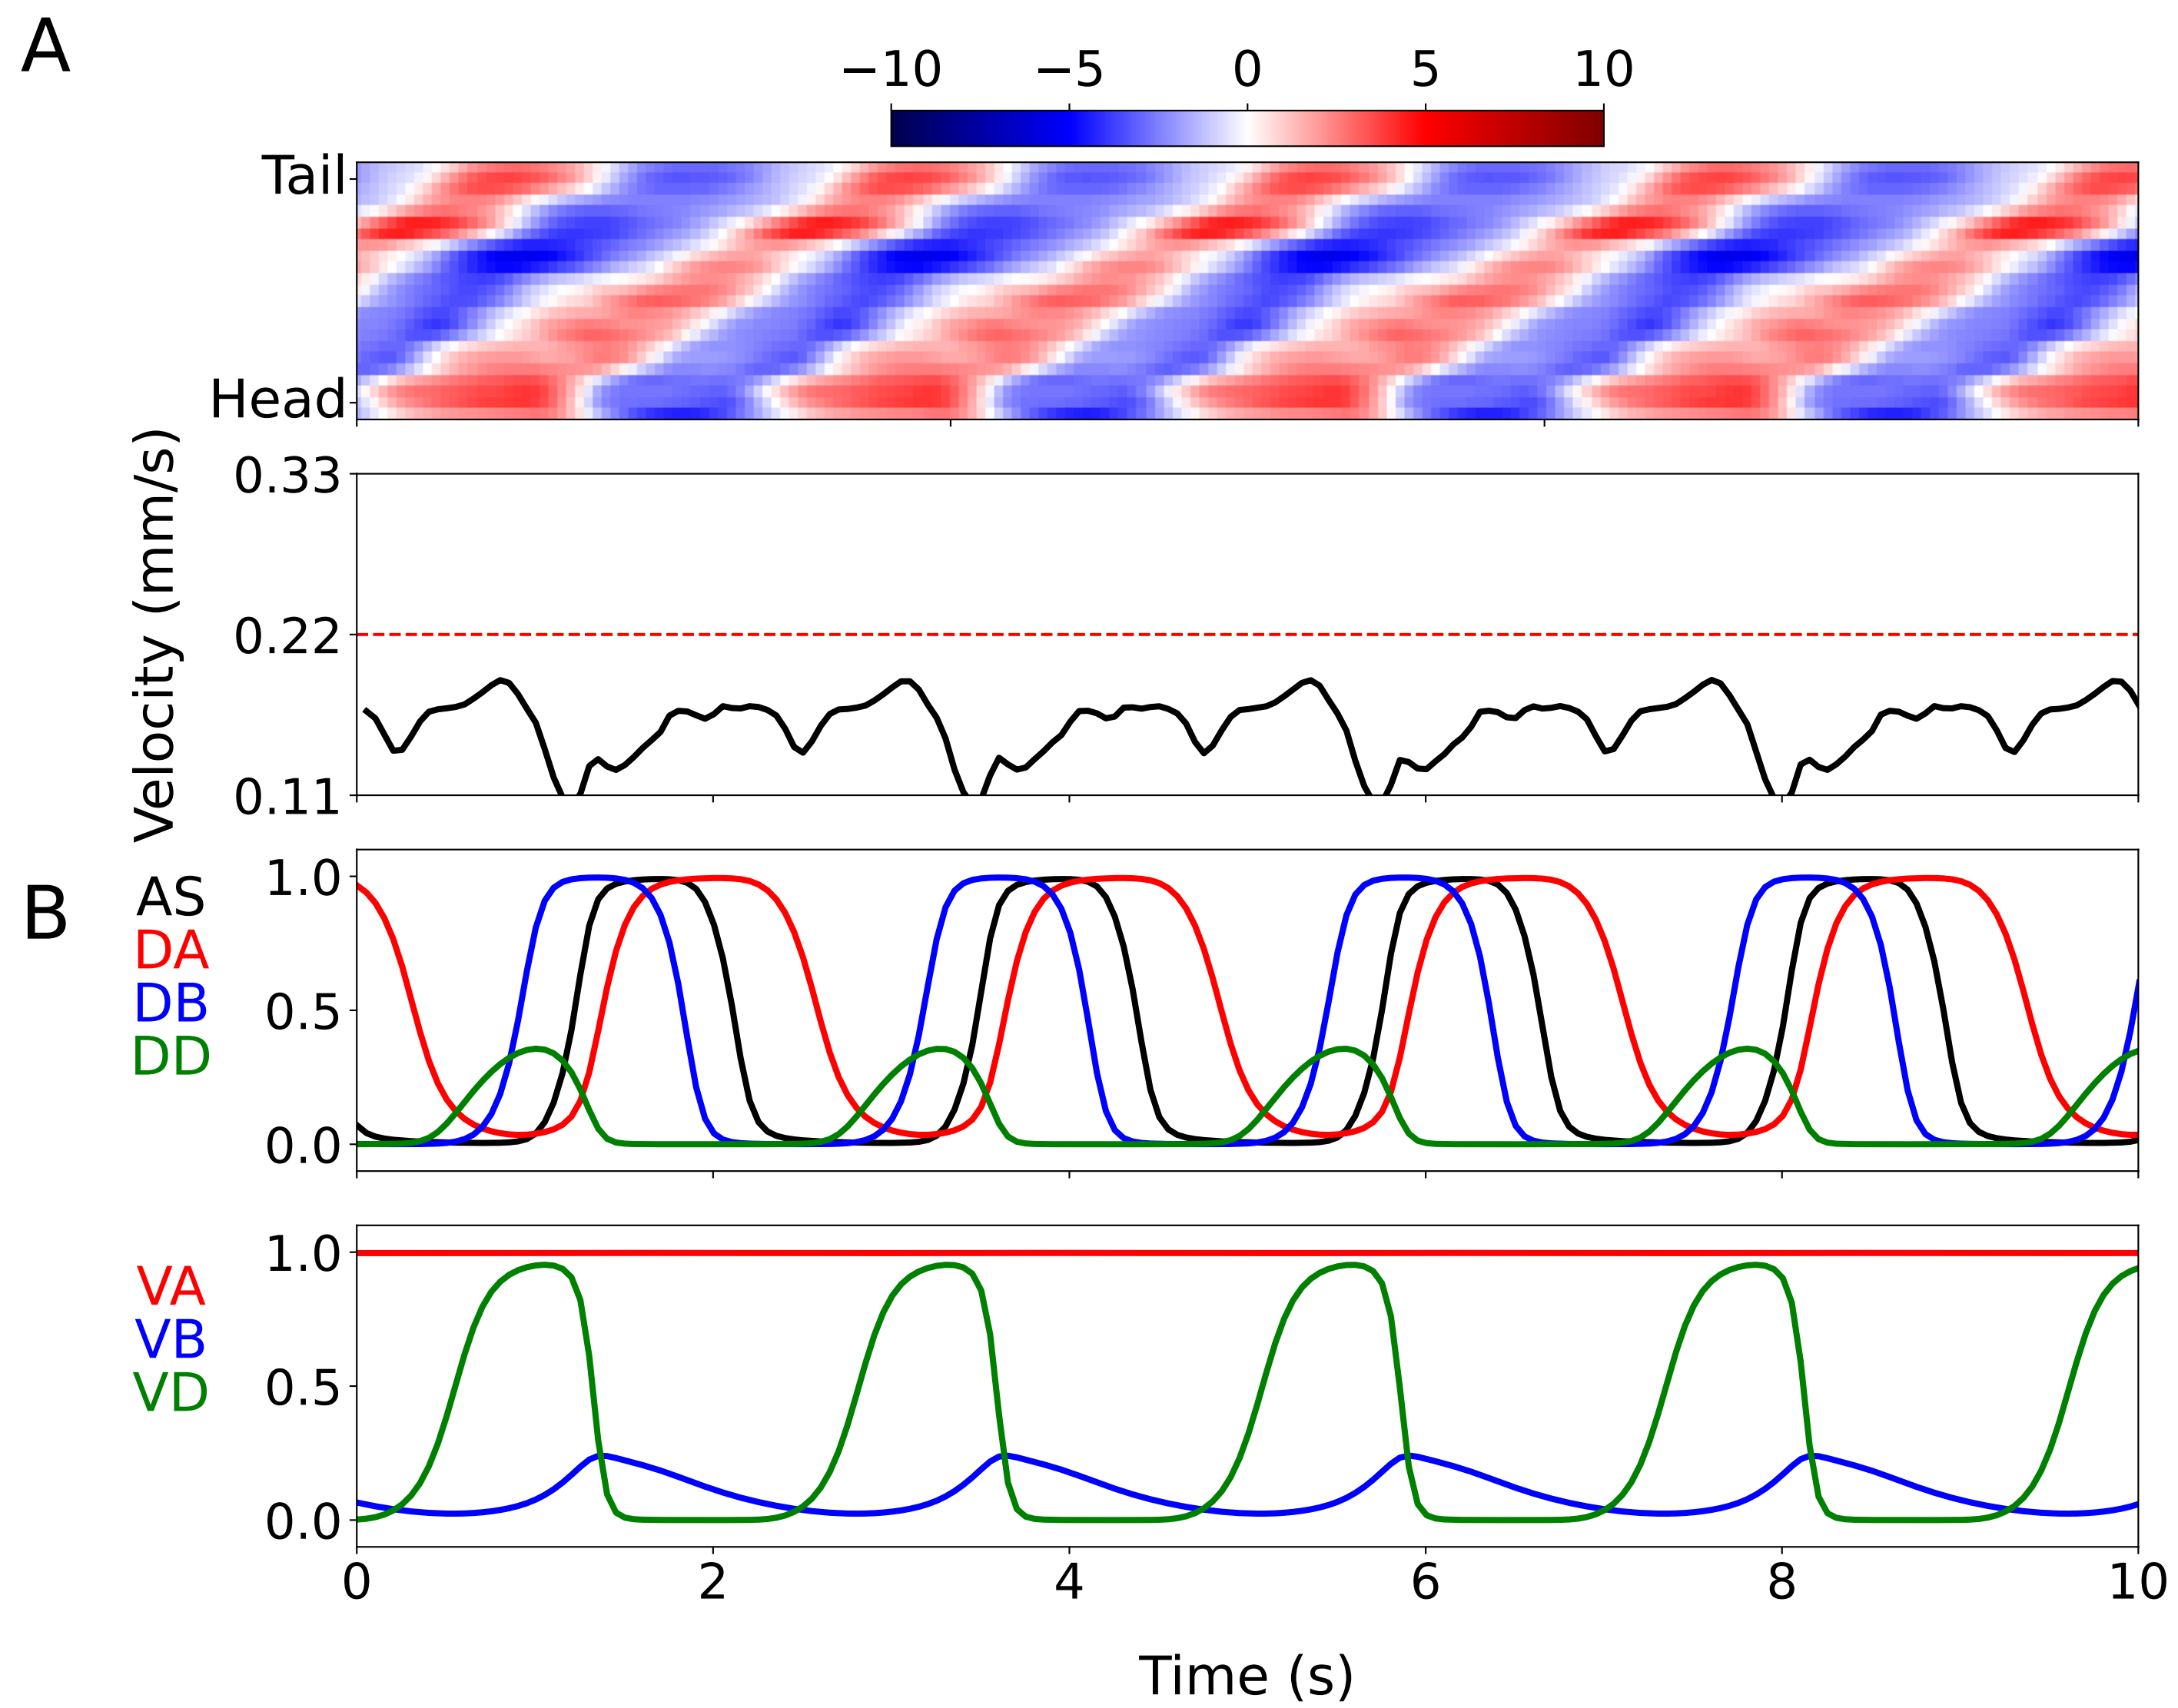 A
−10 −5 0 5 10
Tail
Head
Velocity (mm/s)
0.33
0.22
0.11
B
AS
DA
DB
DD
1.0
0.5
0.0
VA
VB
VD
1.0
0.5
0.0
0 2 4 6 8 10
Time (s)